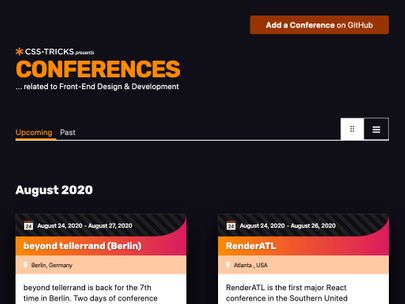 Add a Conference on GitHub
CSS-TRICKS presents
CONFERENCES
... related to Front-End Design & Development
Upcoming Past
August 2020
24 August 24, 2020 - August 27, 2020
beyond tellerrand (Berlin)
Berlin, Germany
beyond tellerrand is back for the 7th
time in Berlin. Two days of conference
24 August 24, 2020 - August 26, 2020
RenderATL
Atlanta , USA
RenderATL is the first major React
conference in the Southern United